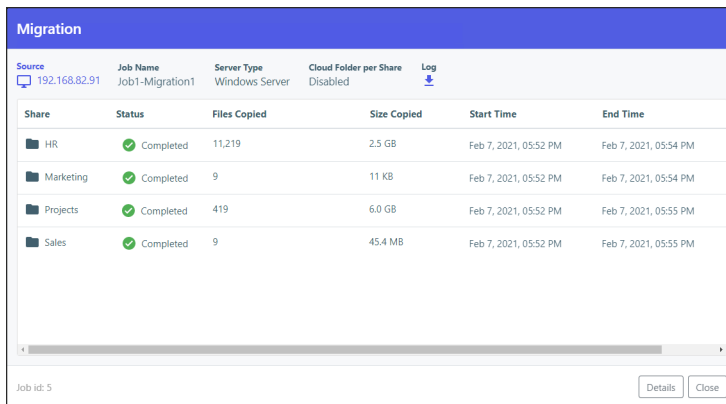 Migration
Source Job Name Server Type Cloud Folder per Share Log
192.168.82.91 Job1-Migration1 Windows Server Disabled
Share Status Files Copied Size Copied Start Time End Time
HR Completed 11,219 2.5 GB Feb 7, 2021, 05:52 PM Feb 7, 2021, 05:54 PM
Marketing Completed 9 11 KB Feb 7, 2021, 05:52 PM Feb 7, 2021, 05:54 PM
Projects Completed 419 6.0 GB Feb 7, 2021, 05:52 PM Feb 7, 2021, 05:55 PM
Sales Completed 9 45.4 MB Feb 7, 2021, 05:52 PM Feb 7, 2021, 05:55 PM
Job id: 5 Details Close